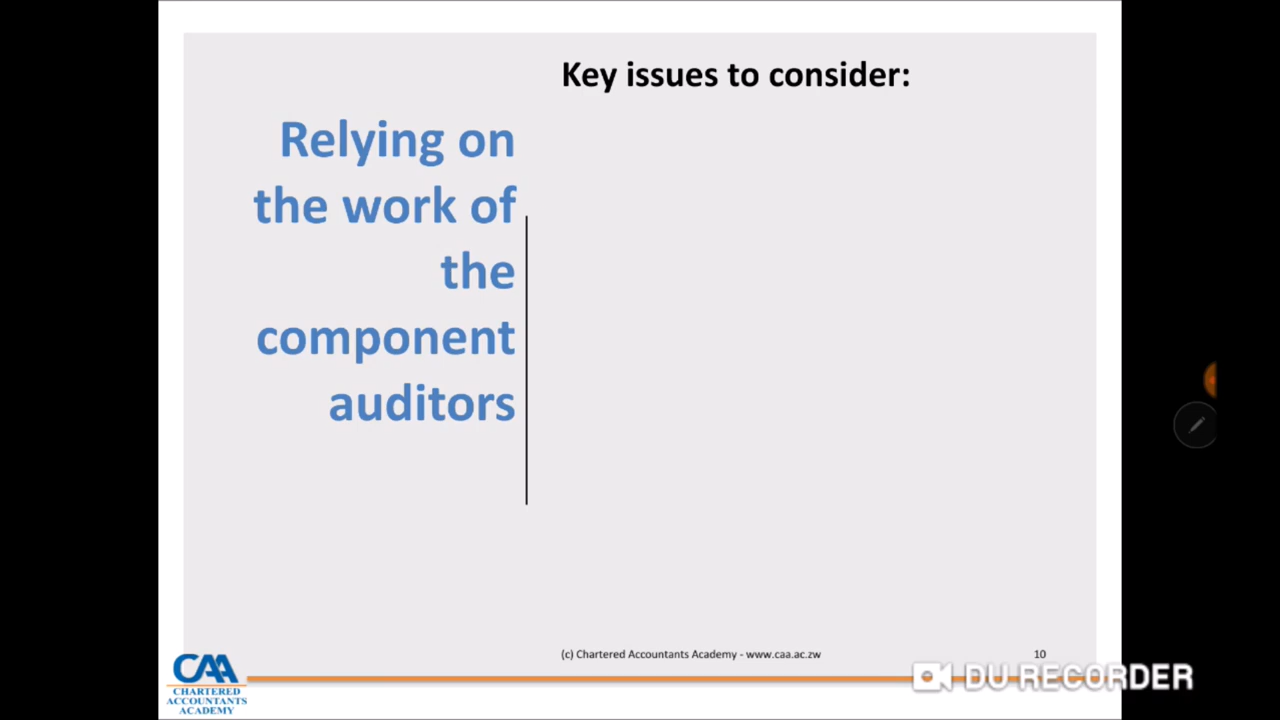 Key issues to consider:
Relying on
the work of
the
component
auditors
(c) Chartered Accountants Academy - www.caa.ac.zw
10
CAA
CHARTERED
ACCOUNTANTS
ACADEMY
DU RECORDER